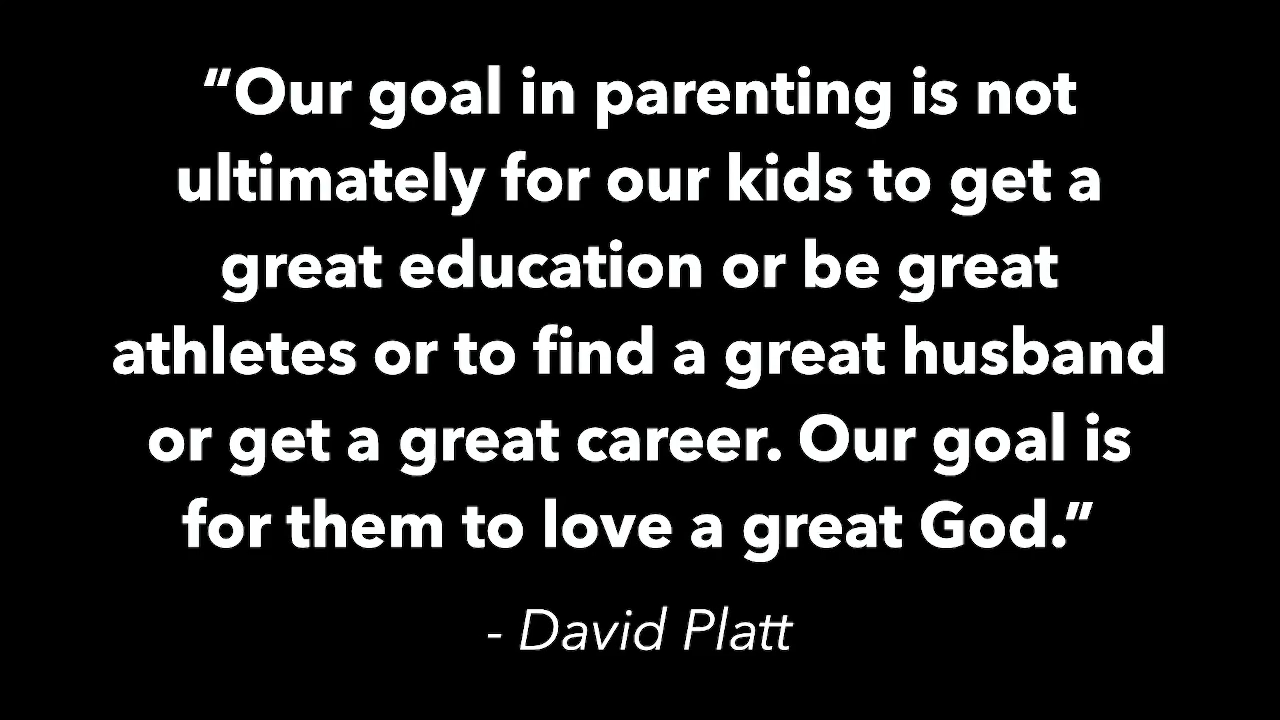 “Our goal in parenting is not
ultimately for our kids to get a
great education or be great
athletes or to find a great husband
or get a great career. Our goal is
for them to love a great God.”
- David Platt